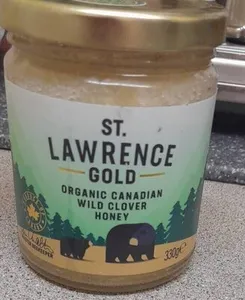 ST.
LAWRENCE
GOLD
ORGANIC CANADIAN
WILD CLOVER
HONEY
330g